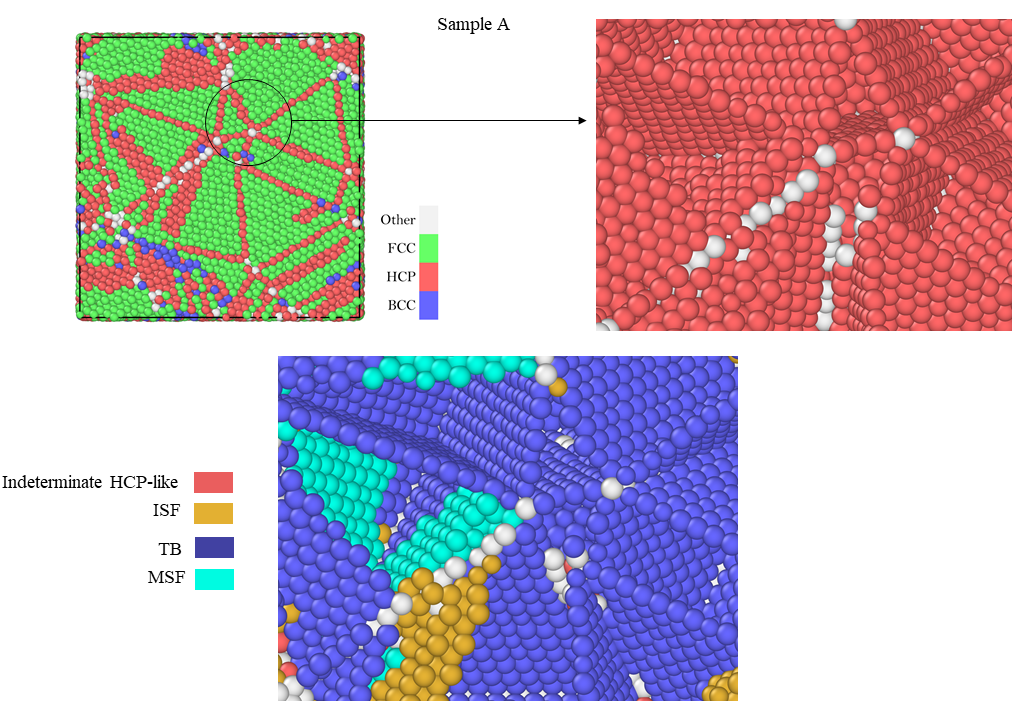 Sample A
Other
FCC
HCP
BCC
Indeterminate HCP-like
ISF
TB
MSF